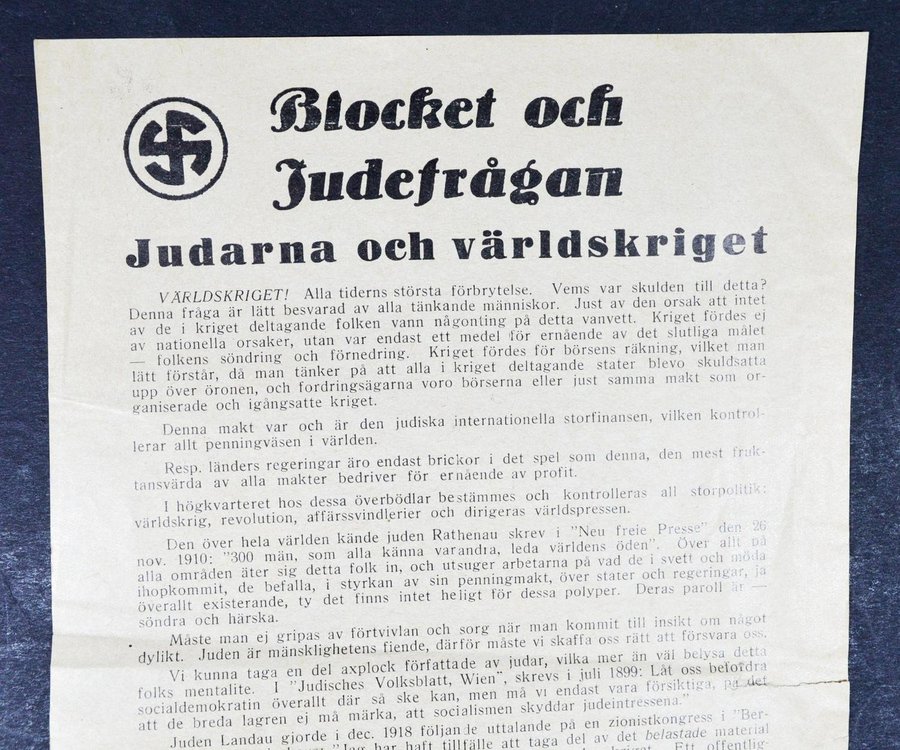 Blocket och
Judefrågan
Judarna och världskriget
VÄRLDSKRIGET! Alla tiderns största förbrytelse. Vems var skulden till detta?
Denna fråga är lätt besvarad av alla tänkande människor. Just av den orsak att intet
av de i kriget deltagande folken vann någonting på detta vanvett. Kriget fördes ej
av nationella orsaker, utan var endast ett medel för ernående av det slutliga målet
— folkens söndring och förnedring. Kriget fördes för börsens räkning, vilket man
lätt förstår, då man tänker på att alla i kriget deltagande stater blevo skuldsatta
upp över öronen, och fordringsägarna voro börserna eller just samma makt som or-
ganiserade och igångsatte kriget.
Denna makt var och är den judiska internationella storfinansen, vilken kontrol-
lerar allt penningväsen i världen.
Resp. länders regeringar äro endast brickor i det spel som denna, den mest fruk-
tansvärda av alla makter bedriver för ernående av profit.
I högkvarteret hos dessa överbödlar bestämmes och kontrolleras all storpolitik:
världskrig, revolution, affärssvindlerier och dirigeras världspressen.
Den över hela världen kände juden Rathenau skrev i "Neu freie Presse" den 26
nov. 1910: "300 män, som alla känna varandra, leda världens öden". Över allt på
alla områden äter sig detta folk in, och utsuger arbetarna på vad de i svett och möda
ihopkommit, de befalla, i styrkan av sin penningmakt, över stater och regeringar, ja
överallt existerande, ty det finns intet heligt för dessa polyper. Deras paroll är —
söndra och härska.
Måste man ej gripas av förtvivlan och sorg när man kommit till insikt om något
dylikt. Juden är mänsklighetens fiende, därför måste vi skaffa oss rätt att försvara oss.
Vi kunna taga en del axplock författade av judar, vilka mer än väl belysa detta
folks mentalite. I "Judisches Volksblatt, Wien", skrevs i juli 1899: Låt oss befordra
socialdemokratin överallt där så ske kan, men må vi endast vara försiktiga, på det
att de breda lagren ej må märka, att socialismen skyddar judeintressena."
Juden Landau gjorde i dec. 1918 följande uttalande på en zionistkongress i "Ber-
"Jag har haft tillfälle att taga del av det belastade material
kriget. Ett offentlig